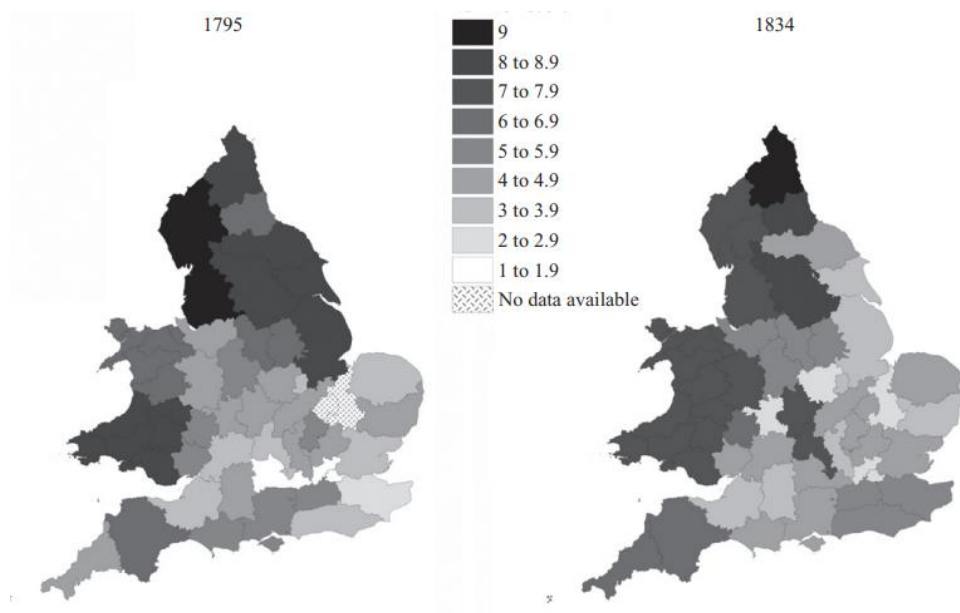 1795
1834
9
8 to 8.9
7 to 7.9
6 to 6.9
5 to 5.9
4 to 4.9
3 to 3.9
2 to 2.9
1 to 1.9
No data available